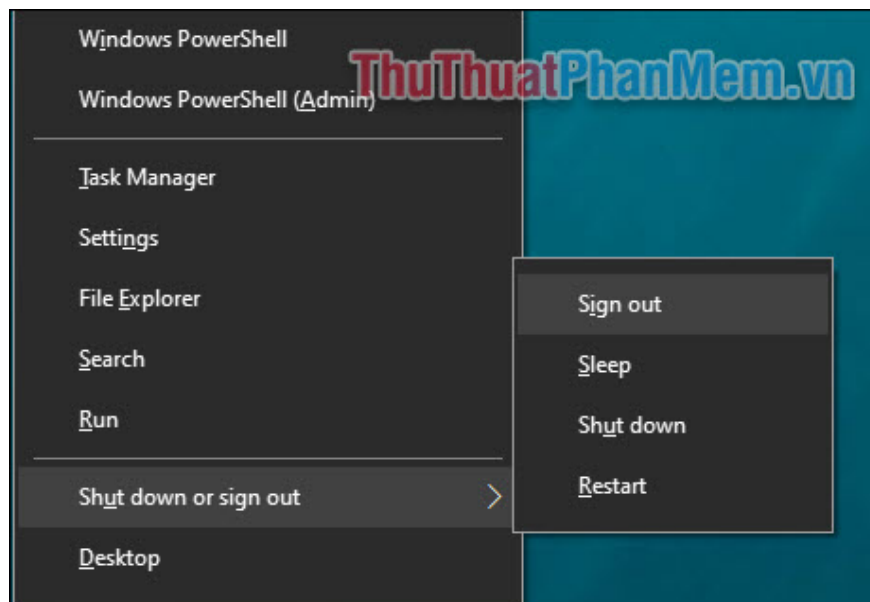 Windows PowerShell
Windows PowerShell (Admin)
ThuThuatPhanMem.vn
Task Manager
Settings
File Explorer
Search
Run
Shut down or sign out
Desktop
Sign out
Sleep
Shut down
Restart